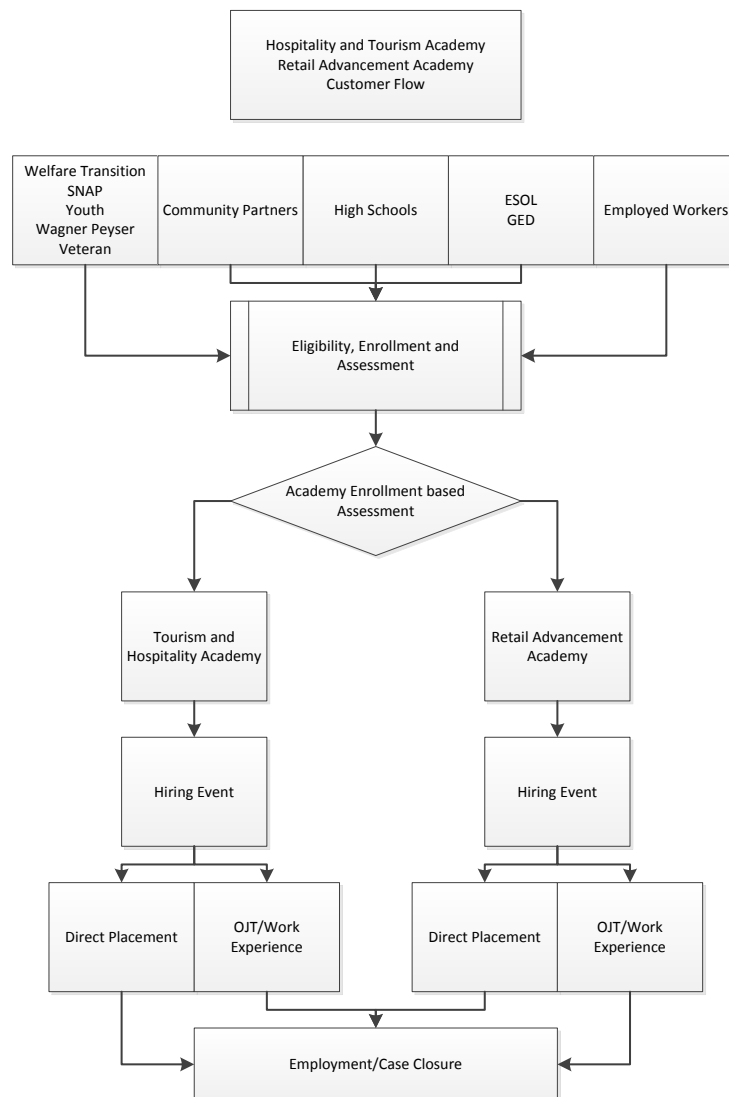 Hospitality and Tourism Academy
Retail Advancement Academy
Customer Flow
Welfare Transition
SNAP
Youth
Wagner Peyser
Veteran
Community Partners
High Schools
ESOL
GED
Employed Workers
Eligibility, Enrollment and
Assessment
Academy Enrollment based
Assessment
Tourism and
Hospitality Academy
Retail Advancement
Academy
Hiring Event
Hiring Event
Direct Placement
OJT/Work
Experience
Direct Placement
OJT/Work
Experience
Employment/Case Closure